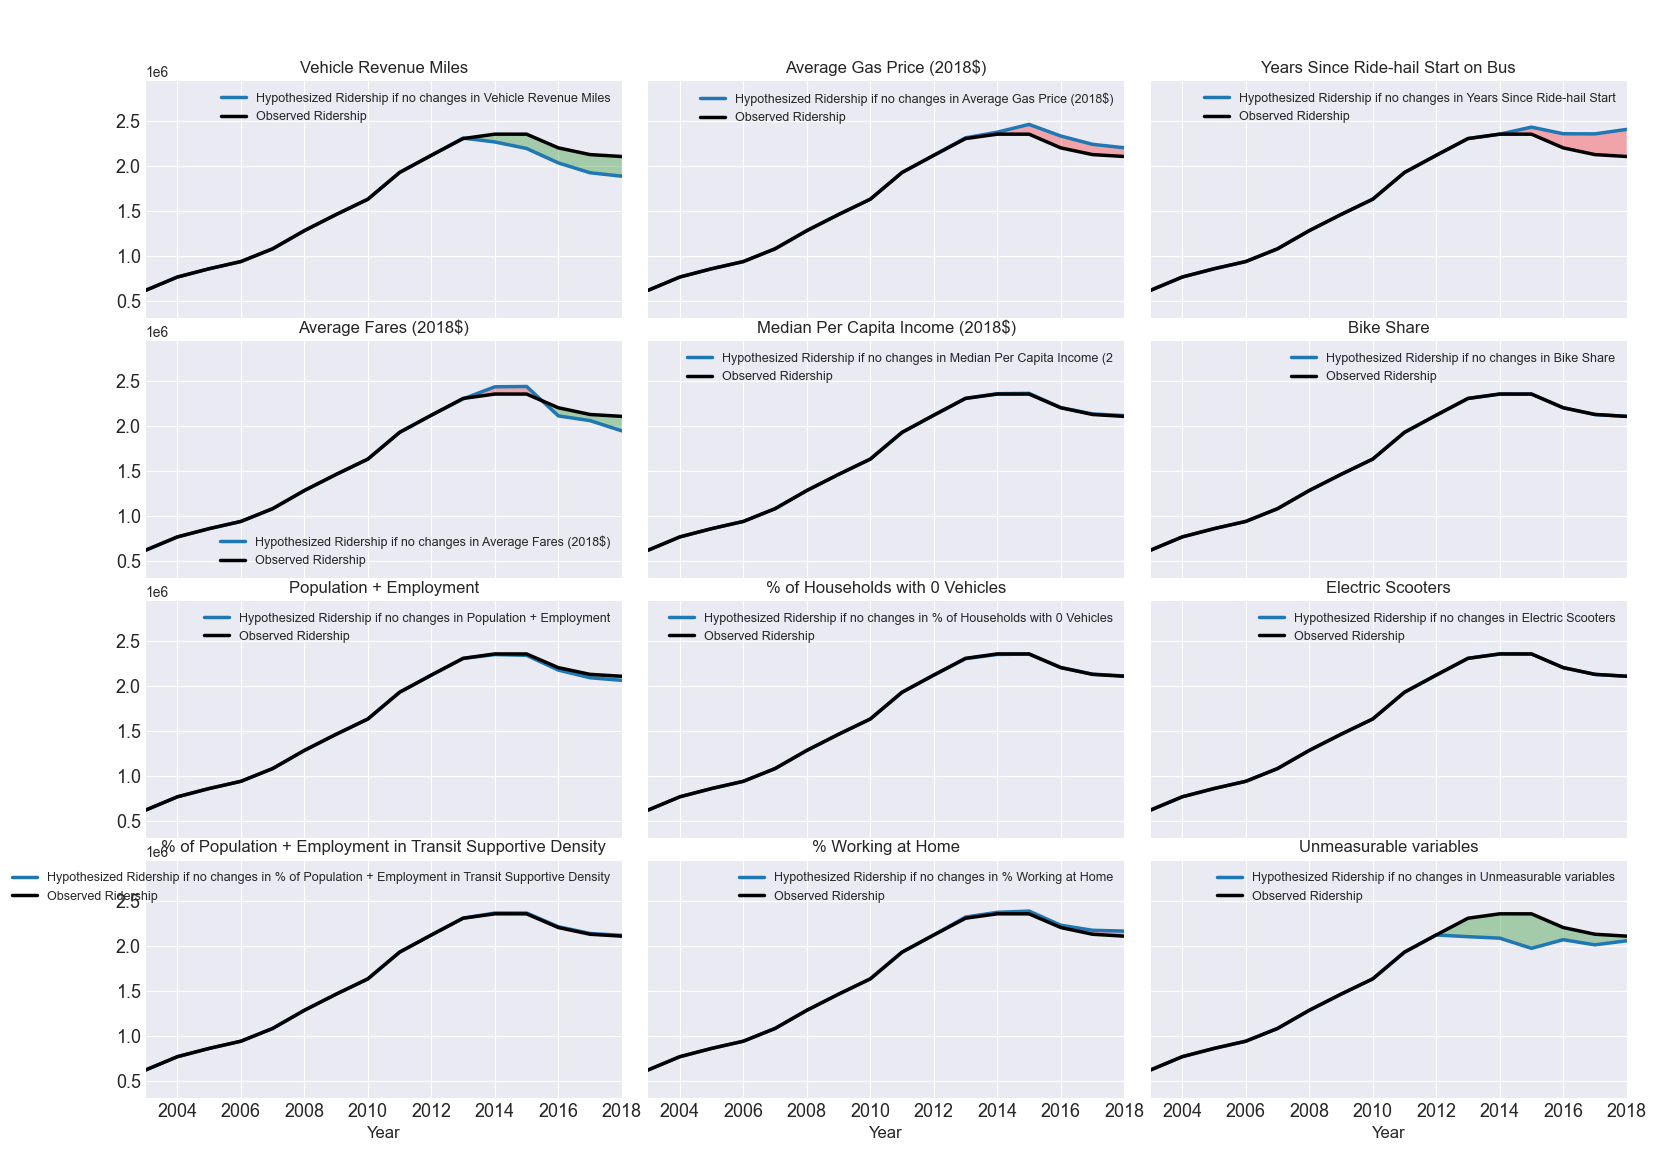 Vehicle Revenue Miles
1e6
Hypothesized Ridership if no changes in Vehicle Revenue Miles
Observed Ridership
2.5
2.0
1.5
1.0
0.5
Average Gas Price (2018$)
Hypothesized Ridership if no changes in Average Gas Price (2018$)
Observed Ridership
Years Since Ride-hail Start on Bus
Hypothesized Ridership if no changes in Years Since Ride-hail Start
Observed Ridership
Average Fares (2018$)
1e6
2.5
2.0
1.5
1.0
0.5
Hypothesized Ridership if no changes in Average Fares (2018$)
Observed Ridership
Median Per Capita Income (2018$)
Hypothesized Ridership if no changes in Median Per Capita Income (2
Observed Ridership
Bike Share
Hypothesized Ridership if no changes in Bike Share
Observed Ridership
Population + Employment
1e6
Hypothesized Ridership if no changes in Population + Employment
Observed Ridership
2.5
2.0
1.5
1.0
0.5
% of Households with 0 Vehicles
Hypothesized Ridership if no changes in % of Households with 0 Vehicles
Observed Ridership
Electric Scooters
Hypothesized Ridership if no changes in Electric Scooters
Observed Ridership
% of Population + Employment in Transit Supportive Density
1e6
Hypothesized Ridership if no changes in % of Population + Employment in Transit Supportive Density
Observed Ridership
2.5
2.0
1.5
1.0
0.5
2004 2006 2008 2010 2012 2014 2016 2018
Year
% Working at Home
Hypothesized Ridership if no changes in % Working at Home
Observed Ridership
2004 2006 2008 2010 2012 2014 2016 2018
Year
Unmeasurable variables
Hypothesized Ridership if no changes in Unmeasurable variables
Observed Ridership
2004 2006 2008 2010 2012 2014 2016 2018
Year